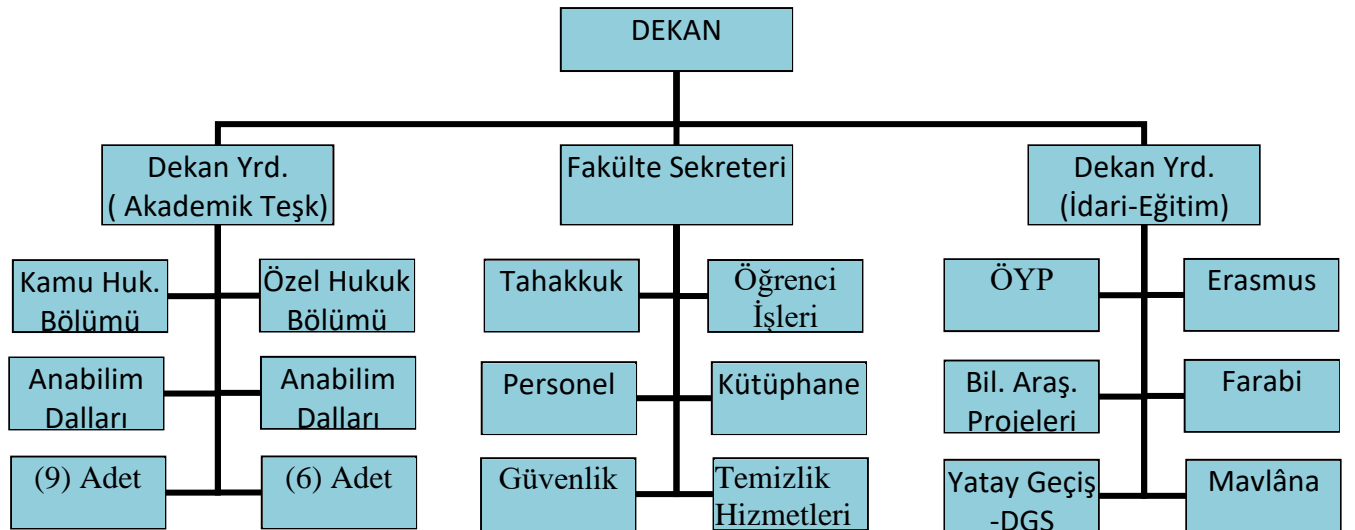 DEKAN
Dekan Yrd.
( Akademik Teşk)
Fakülte Sekreteri
Dekan Yrd.
(İdari-Eğitim)
Kamu Huk.
Bölümü
Özel Hukuk
Bölümü
Tahakkuk
Öğrenci
İşleri
ÖYP
Erasmus
Anabilim
Dalları
Anabilim
Dalları
Personel
Kütüphane
Bil. Araş.
Projeleri
Farabi
(9) Adet
(6) Adet
Güvenlik
Temizlik
Hizmetleri
Yatay Geçiş
-DGS
Mavlâna